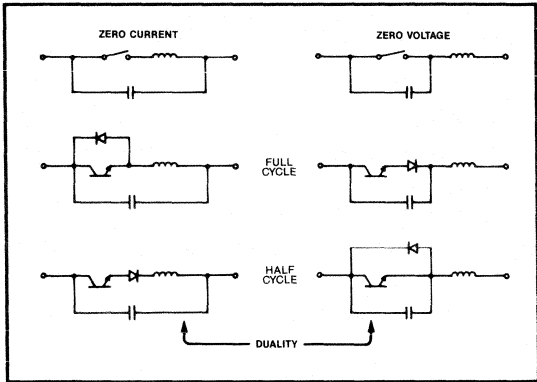 ZERO CURRENT
ZERO VOLTAGE
FULL
CYCLE
HALF
CYCLE
DUALITY